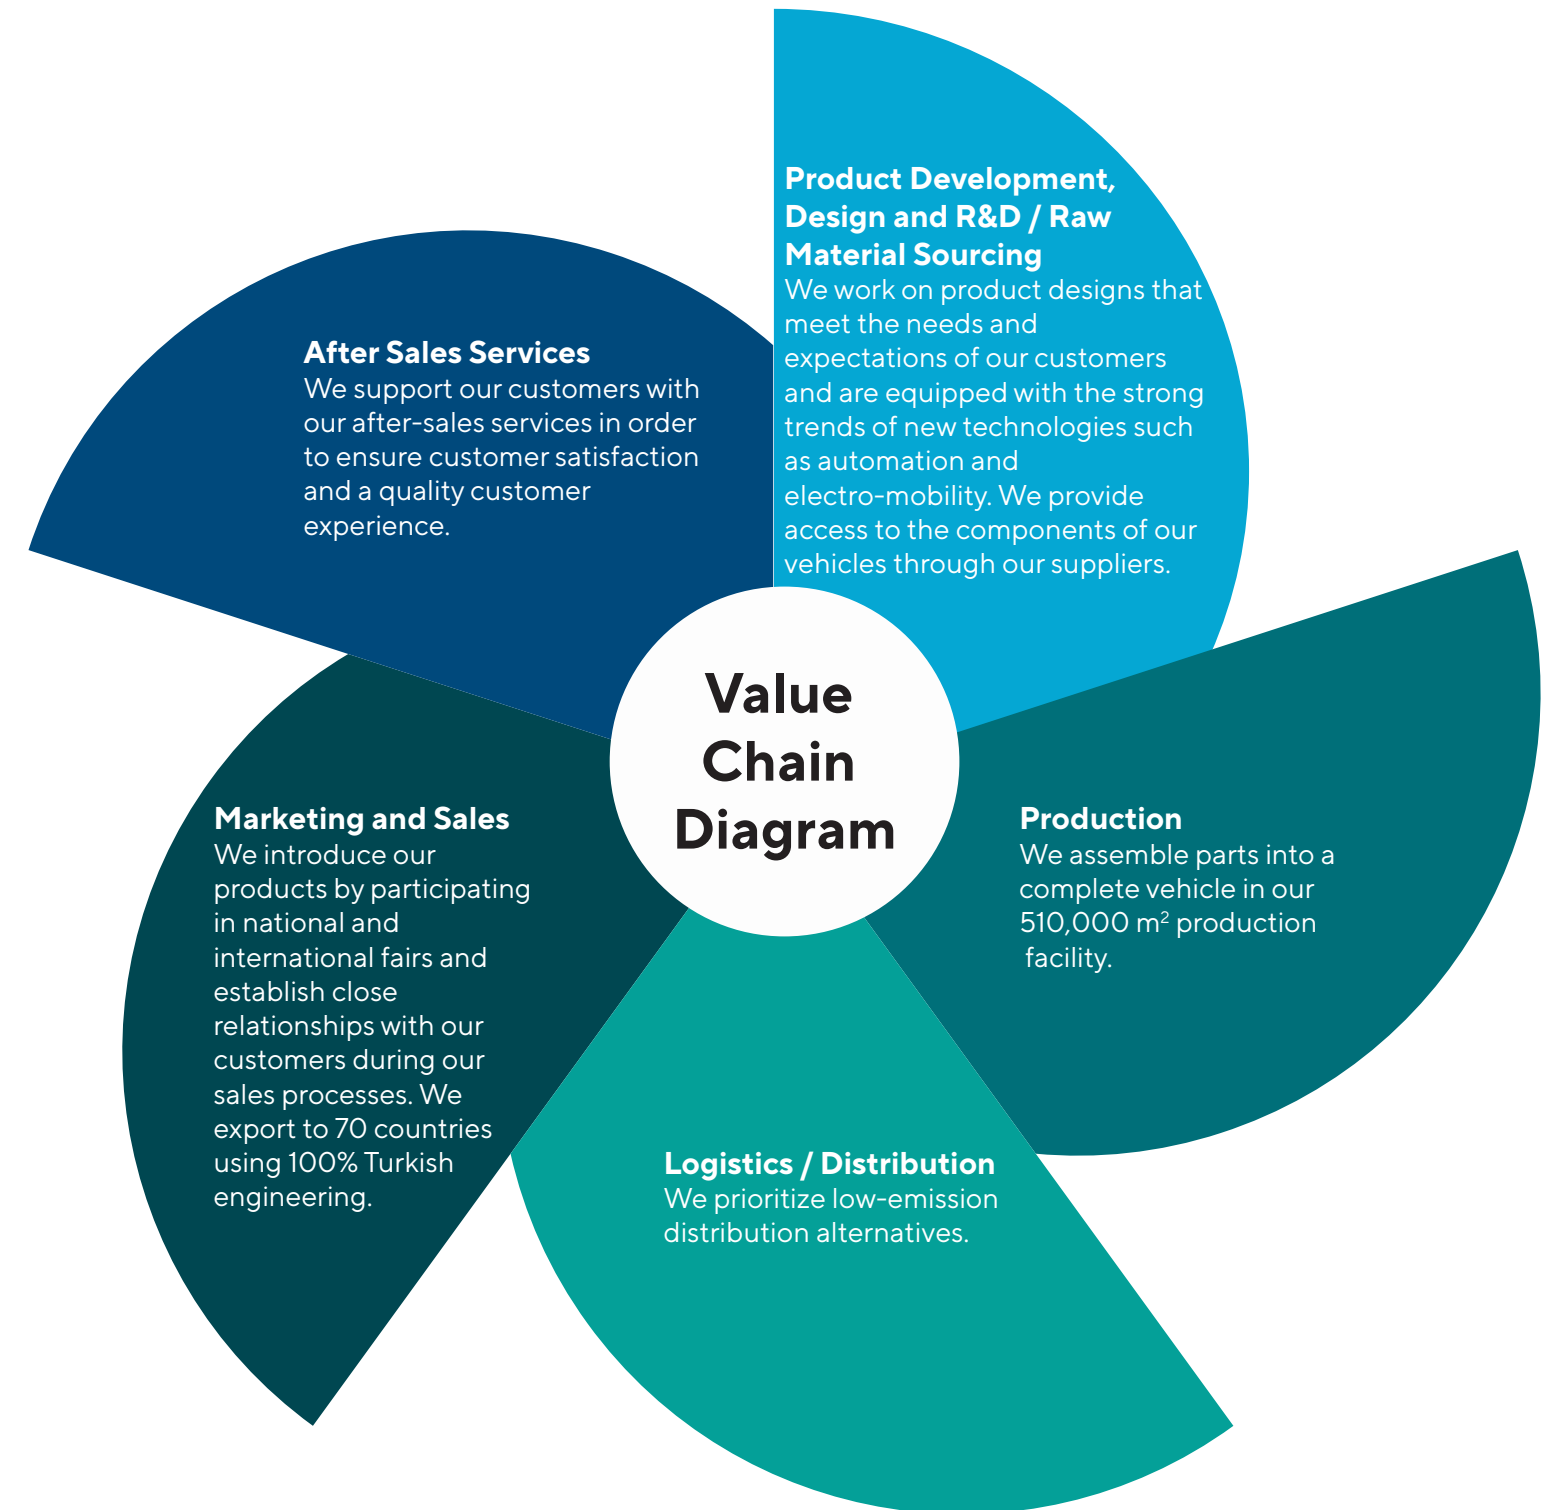 Value
Chain
Diagram
Product Development,
Design and R&D / Raw
Material Sourcing
We work on product designs that
meet the needs and
expectations of our customers
and are equipped with the strong
trends of new technologies such
as automation and
electro-mobility. We provide
access to the components of our
vehicles through our suppliers.
Production
We assemble parts into a
complete vehicle in our
510,000 m² production
facility.
Logistics / Distribution
We prioritize low-emission
distribution alternatives.
Marketing and Sales
We introduce our
products by participating
in national and
international fairs and
establish close
relationships with our
customers during our
sales processes. We
export to 70 countries
using 100% Turkish
engineering.
After Sales Services
We support our customers with
our after-sales services in order
to ensure customer satisfaction
and a quality customer
experience.